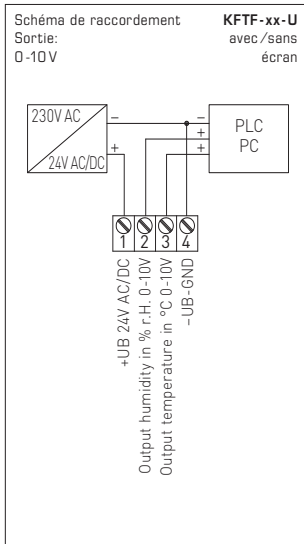 Schéma de raccordement KFTF-xx-U
Sortie: avec/sans
0-10V écran
230V AC
24V AC/DC
–
+
–
+
+
PLC
PC
1 2 3 4
+UB 24V AC/DC
Output humidity in % r.H. 0-10V
Output temperature in °C 0-10V
–UB-GND